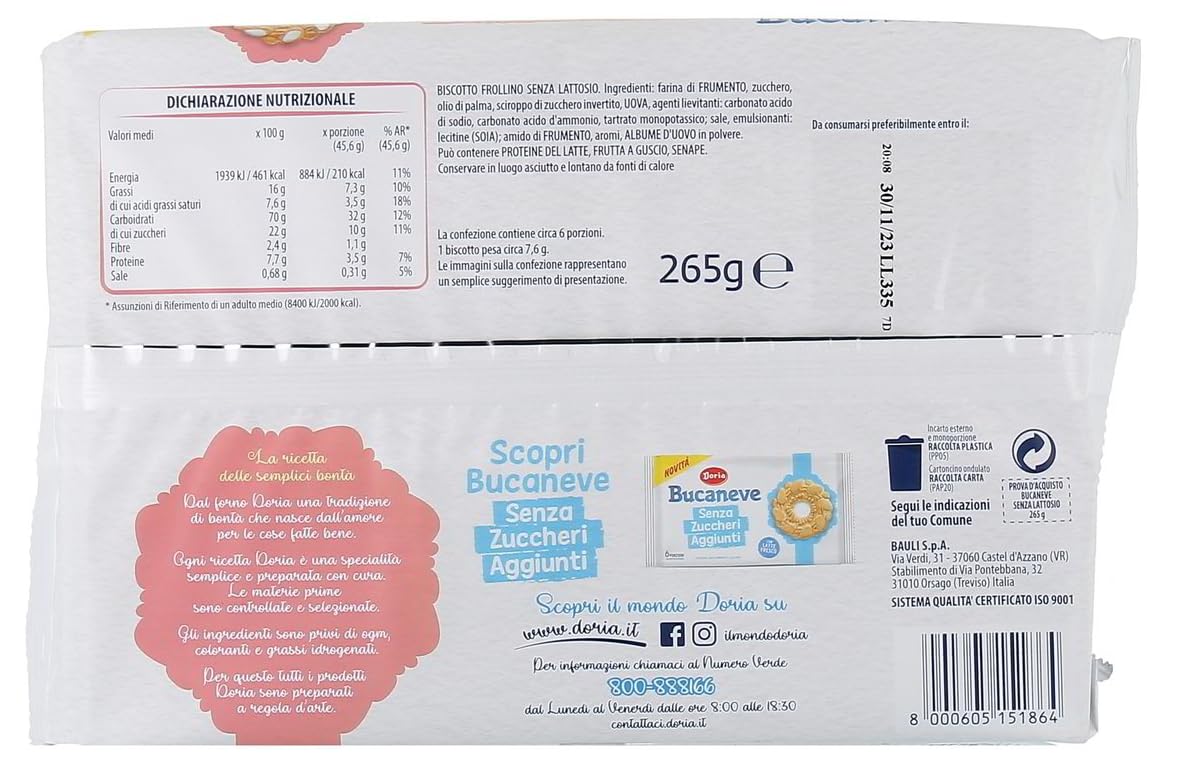 DICHIARAZIONE NUTRIZIONALE
Valori medi x 100 g x porzione (45,6 g) % AR* (45,6 g)
Energia 1939 kJ / 461 kcal 884 kJ / 210 kcal 11%
Grassi 16 g 7,3 g 10%
di cui acidi grassi saturi 7,6 g 3,5 g 18%
Carboidrati 70 g 32 g 12%
di cui zuccheri 22 g 10 g 11%
Fibre 2,4 g 1,1 g
Proteine 7,7 g 3,5 g 7%
Sale 0,68 g 0,31 g 5%
* Assunzioni di Riferimento di un adulto medio (8400 kJ/2000 kcal).
BISCOTTO FROLLINO SENZA LATTOSIO. Ingredienti: farina di FRUMENTO, zucchero,
olio di palma, sciroppo di zucchero invertito, UOVA, agenti lievitanti: carbonato acido
di sodio, carbonato acido d'ammonio, tartrato monopotassico; sale, emulsionanti:
lecitine (SOIA); amido di FRUMENTO, aromi, ALBUME D'UOVO in polvere.
Può contenere PROTEINE DEL LATTE, FRUTTA A GUSCIO, SENAPE.
Conservare in luogo asciutto e lontano da fonti di calore
La confezione contiene circa 6 porzioni.
1 biscotto pesa circa 7,6 g.
Le immagini sulla confezione rappresentano
un semplice suggerimento di presentazione.
265g e
Da consumarsi preferibilmente entro il:
20:08 30/11/23 LL335 7D
La ricetta
delle semplici bontà
Dal forno Doria una tradizione
di bontà che nasce dall'amore
per le cose fatte bene.
Ogni ricetta Doria è una specialità
semplice e preparata con cura.
Le materie prime
sono controllate e selezionate.
Gli ingredienti sono privi di ogm,
coloranti e grassi idrogenati.
Per questo tutti i prodotti
Doria sono preparati
a regola d'arte.
Scopri
Bucaneve
Senza
Zuccheri
Aggiunti
NOVITÀ
Doria
Bucaneve
Senza
Zuccheri
Aggiunti
LATTE
FRESCO
Scopri il mondo Doria su
www.doria.it ilmondodoria
Per informazioni chiamaci al Numero Verde
800-888166
dal Lunedì al Venerdì dalle ore 8:00 alle 18:30
contattaci.doria.it
Incarto esterno
e monoporzione
RACCOLTA PLASTICA
(PP05)
Cartoncino ondulato
RACCOLTA CARTA
(PAP20)
Segui le indicazioni
del tuo Comune
PROVA D'ACQUISTO
BUCANEVE
SENZA LATTOSIO
265 g
BAULI S.p.A.
Via Verdi, 31 - 37060 Castel d'Azzano (VR)
Stabilimento di Via Pontebbana, 32
31010 Orsago (Treviso) Italia
SISTEMA QUALITA' CERTIFICATO ISO 9001
8 000605 151864